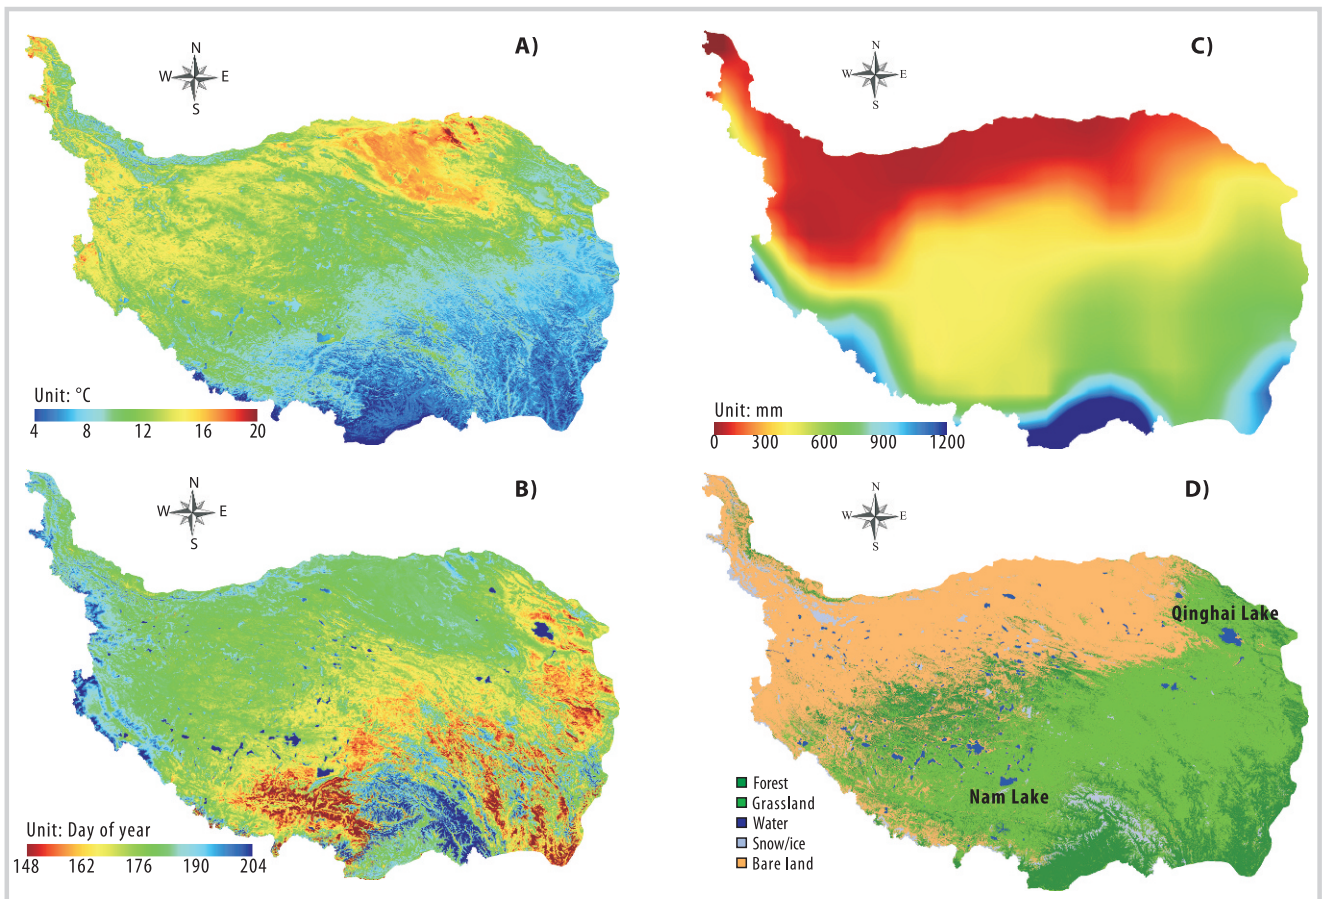 A)
N
W E
S
Unit: °C
4 8 12 16 20
C)
N
W E
S
Unit: mm
0 300 600 900 1200
B)
N
W E
S
Unit: Day of year
148 162 176 190 204
D)
N
W E
S
Qinghai Lake
Nam Lake
Forest
Grassland
Water
Snow/ice
Bare land